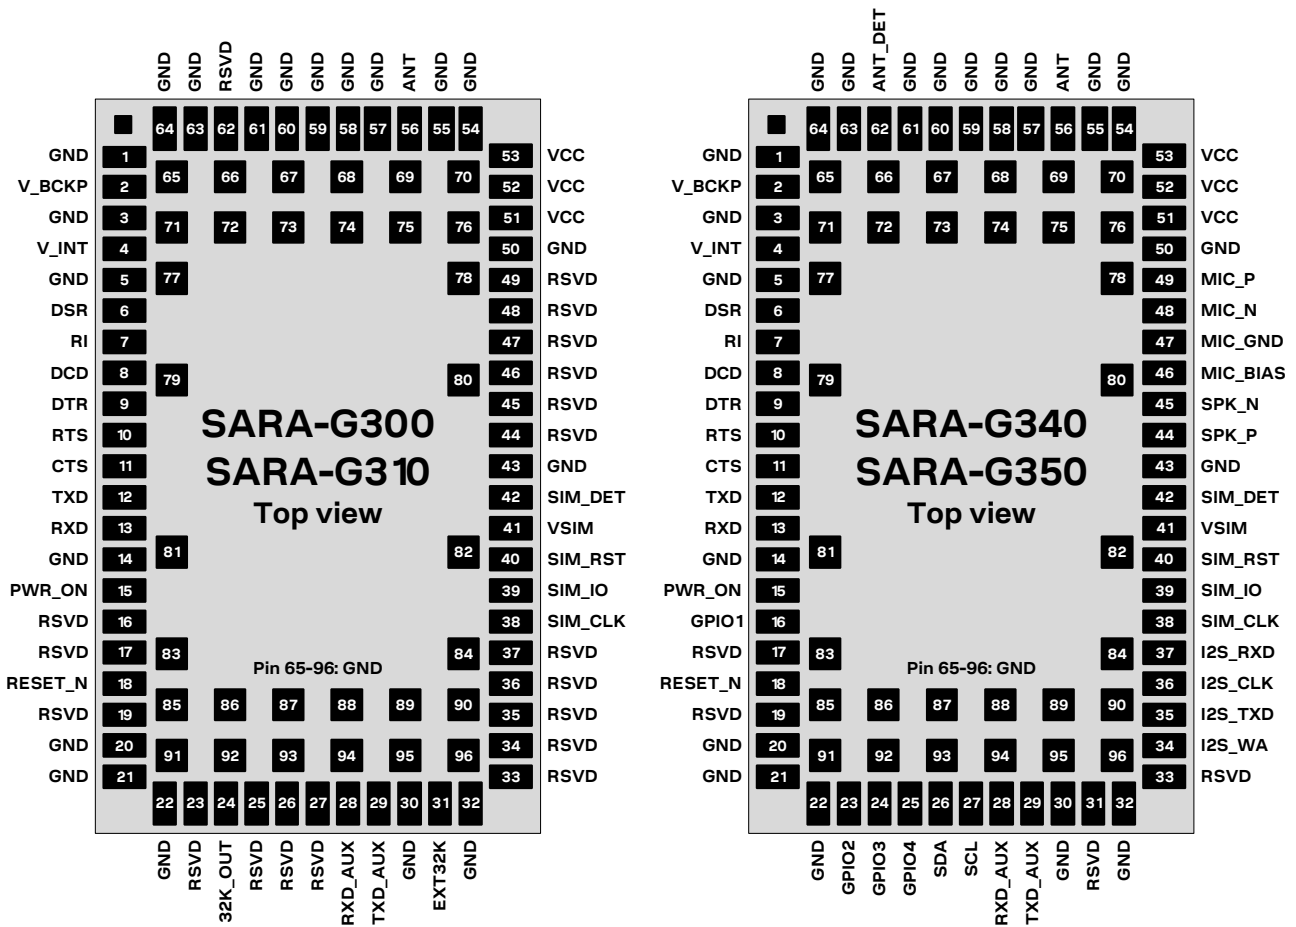 GND GND RSVD GND GND GND GND GND ANT GND GND
64 63 62 61 60 59 58 57 56 55 54
GND 1 53 VCC
65 66 67 68 69 70
V_BCKP 2 52 VCC
GND 3 51 VCC
71 72 73 74 75 76
V_INT 4 50 GND
GND 5 77 78 49 RSVD
DSR 6 48 RSVD
RI 7 47 RSVD
DCD 8 79 80 46 RSVD
DTR 9 45 RSVD
SARA-G300
RTS 10 44 RSVD
CTS 11 43 GND
SARA-G310
TXD 12 42 SIM_DET
Top view
RXD 13 41 VSIM
GND 14 81 82 40 SIM_RST
PWR_ON 15 39 SIM_IO
RSVD 16 38 SIM_CLK
RSVD 17 83 84 37 RSVD
Pin 65-96: GND
RESET_N 18 36 RSVD
85 86 87 88 89 90
RSVD 19 35 RSVD
GND 20 34 RSVD
91 92 93 94 95 96
GND 21 33 RSVD
22 23 24 25 26 27 28 29 30 31 32
GND RSVD 32K_OUT RSVD RSVD RSVD RXD_AUX TXD_AUX GND EXT32K GND
GND GND ANT_DET GND GND GND GND GND ANT GND GND
64 63 62 61 60 59 58 57 56 55 54
GND 1 53 VCC
65 66 67 68 69 70
V_BCKP 2 52 VCC
GND 3 51 VCC
71 72 73 74 75 76
V_INT 4 50 GND
GND 5 77 78 49 MIC_P
DSR 6 48 MIC_N
RI 7 47 MIC_GND
DCD 8 79 80 46 MIC_BIAS
DTR 9 45 SPK_N
SARA-G340
RTS 10 44 SPK_P
CTS 11 43 GND
SARA-G350
TXD 12 42 SIM_DET
Top view
RXD 13 41 VSIM
GND 14 81 82 40 SIM_RST
PWR_ON 15 39 SIM_IO
GPIO1 16 38 SIM_CLK
RSVD 17 83 84 37 I2S_RXD
Pin 65-96: GND
RESET_N 18 36 I2S_CLK
85 86 87 88 89 90
RSVD 19 35 I2S_TXD
GND 20 34 I2S_WA
91 92 93 94 95 96
GND 21 33 RSVD
22 23 24 25 26 27 28 29 30 31 32
GND GPIO2 GPIO3 GPIO4 SDA SCL RXD_AUX TXD_AUX GND RSVD GND